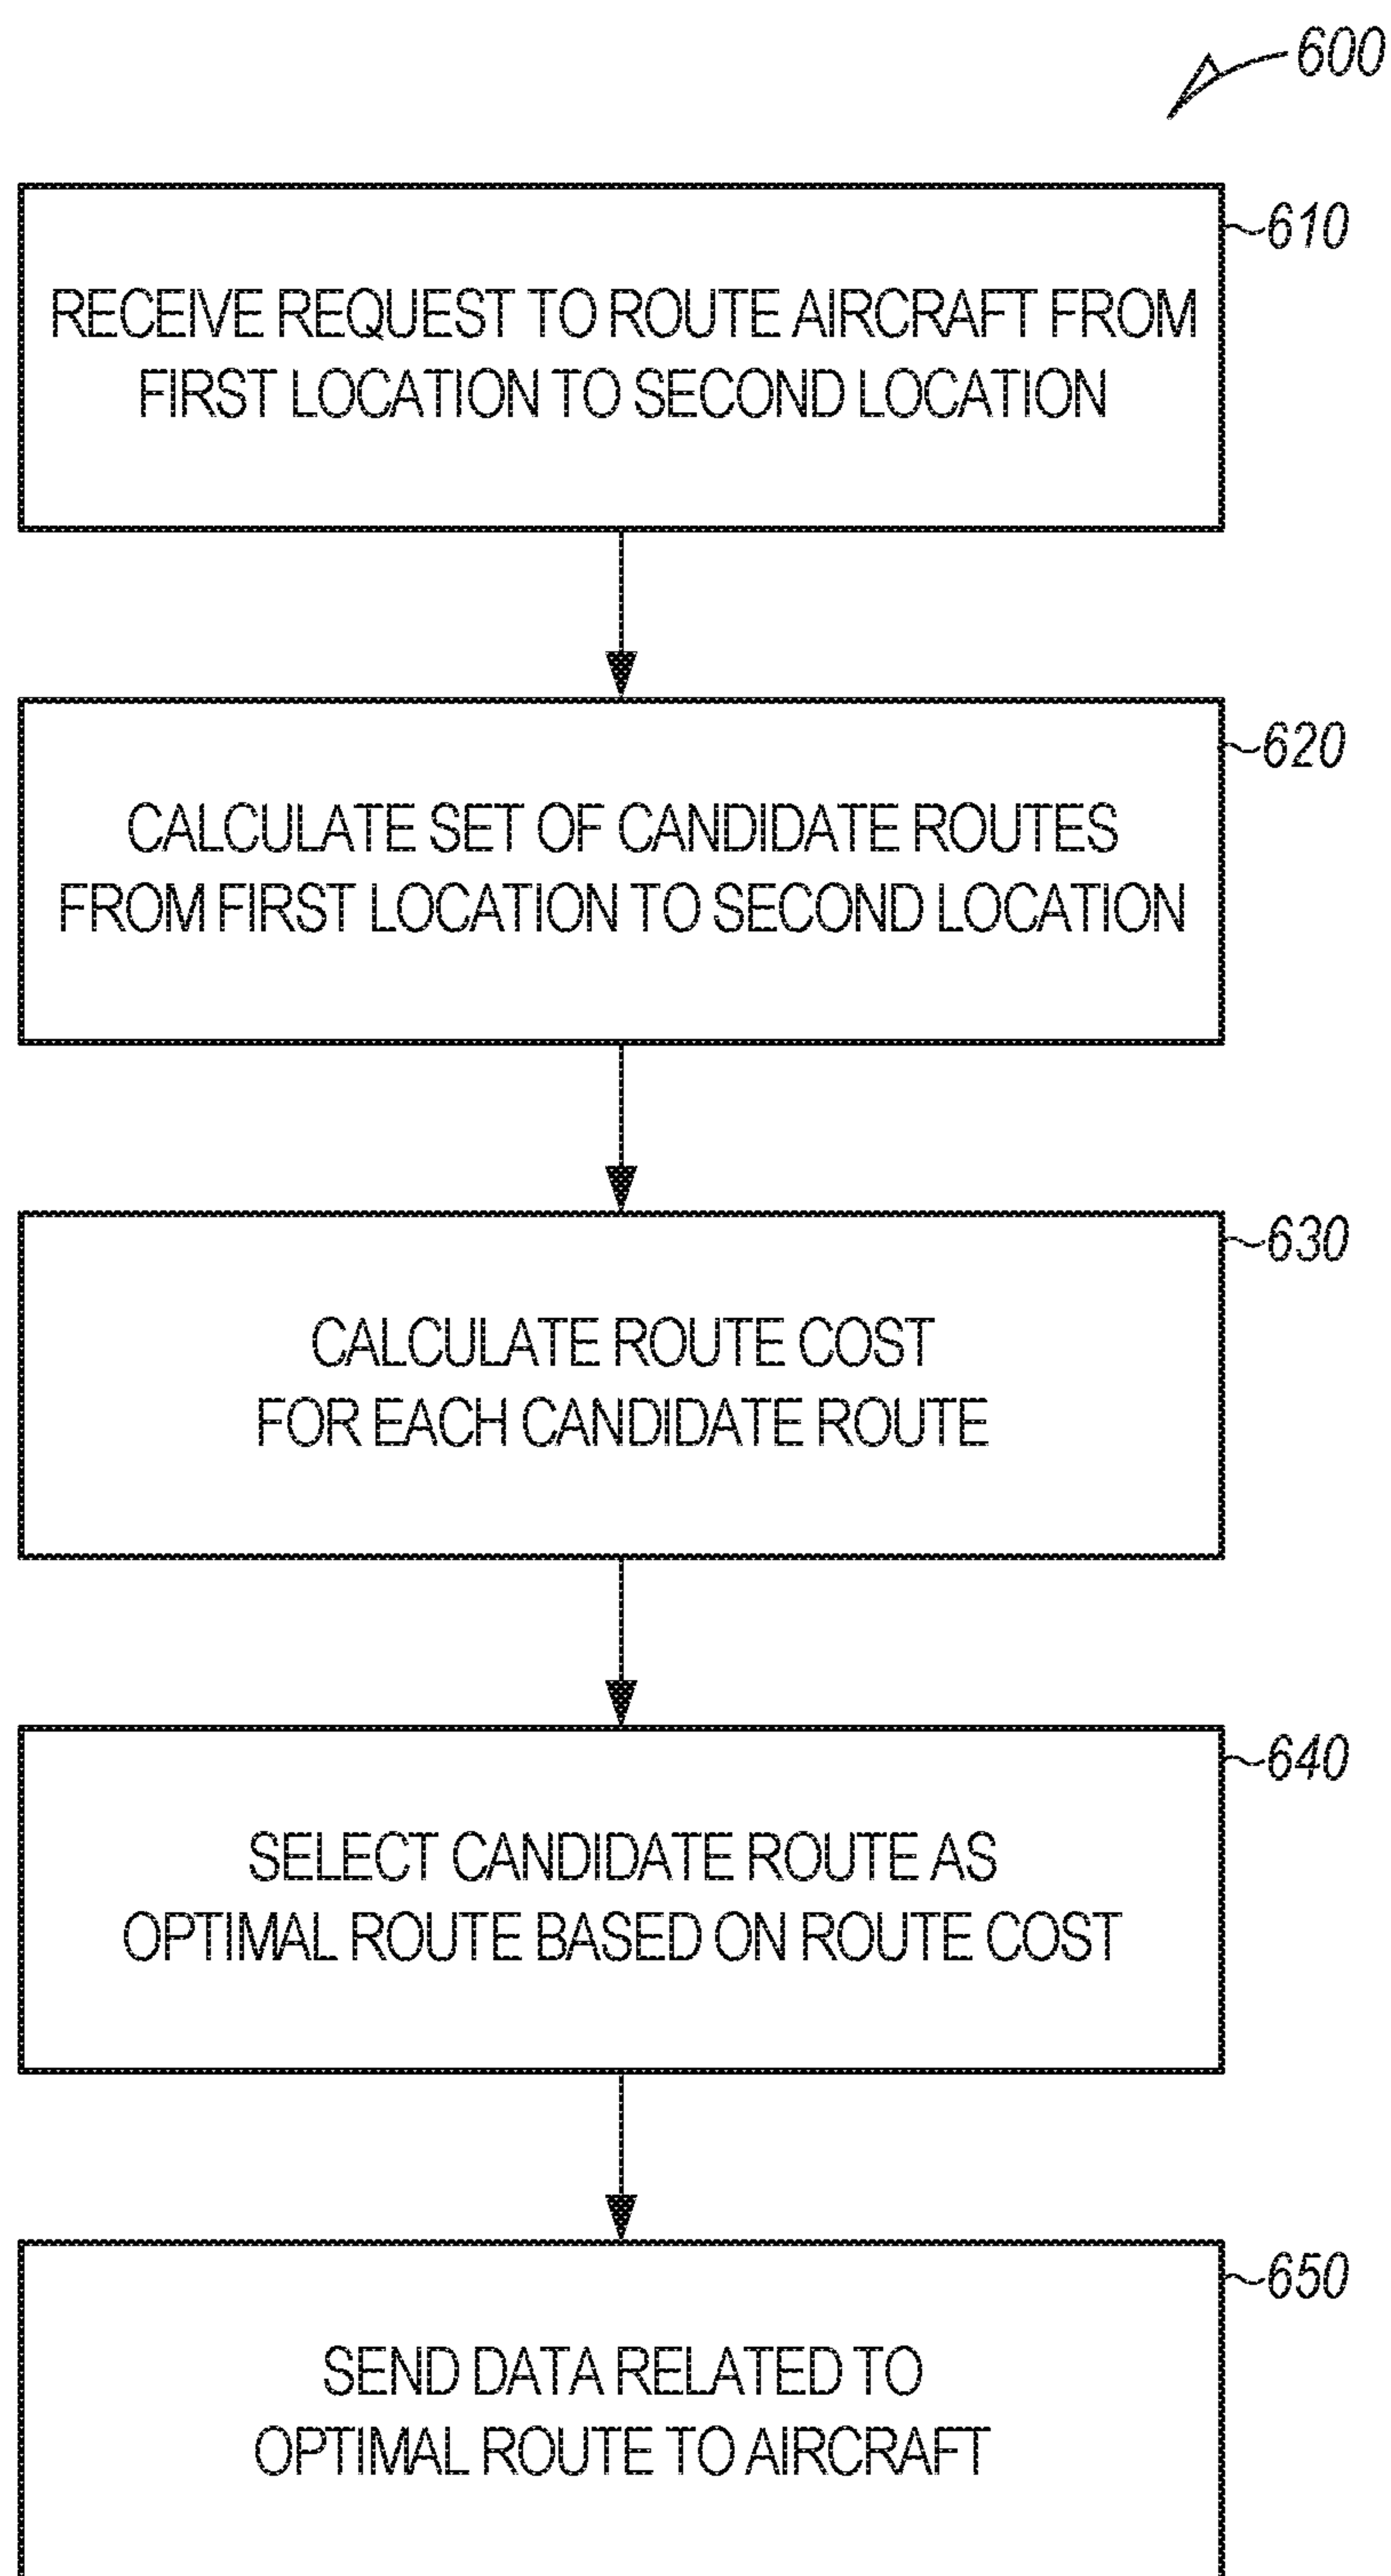 600
610
RECEIVE REQUEST TO ROUTE AIRCRAFT FROM
FIRST LOCATION TO SECOND LOCATION
620
CALCULATE SET OF CANDIDATE ROUTES
FROM FIRST LOCATION TO SECOND LOCATION
630
CALCULATE ROUTE COST
FOR EACH CANDIDATE ROUTE
640
SELECT CANDIDATE ROUTE AS
OPTIMAL ROUTE BASED ON ROUTE COST
650
SEND DATA RELATED TO
OPTIMAL ROUTE TO AIRCRAFT